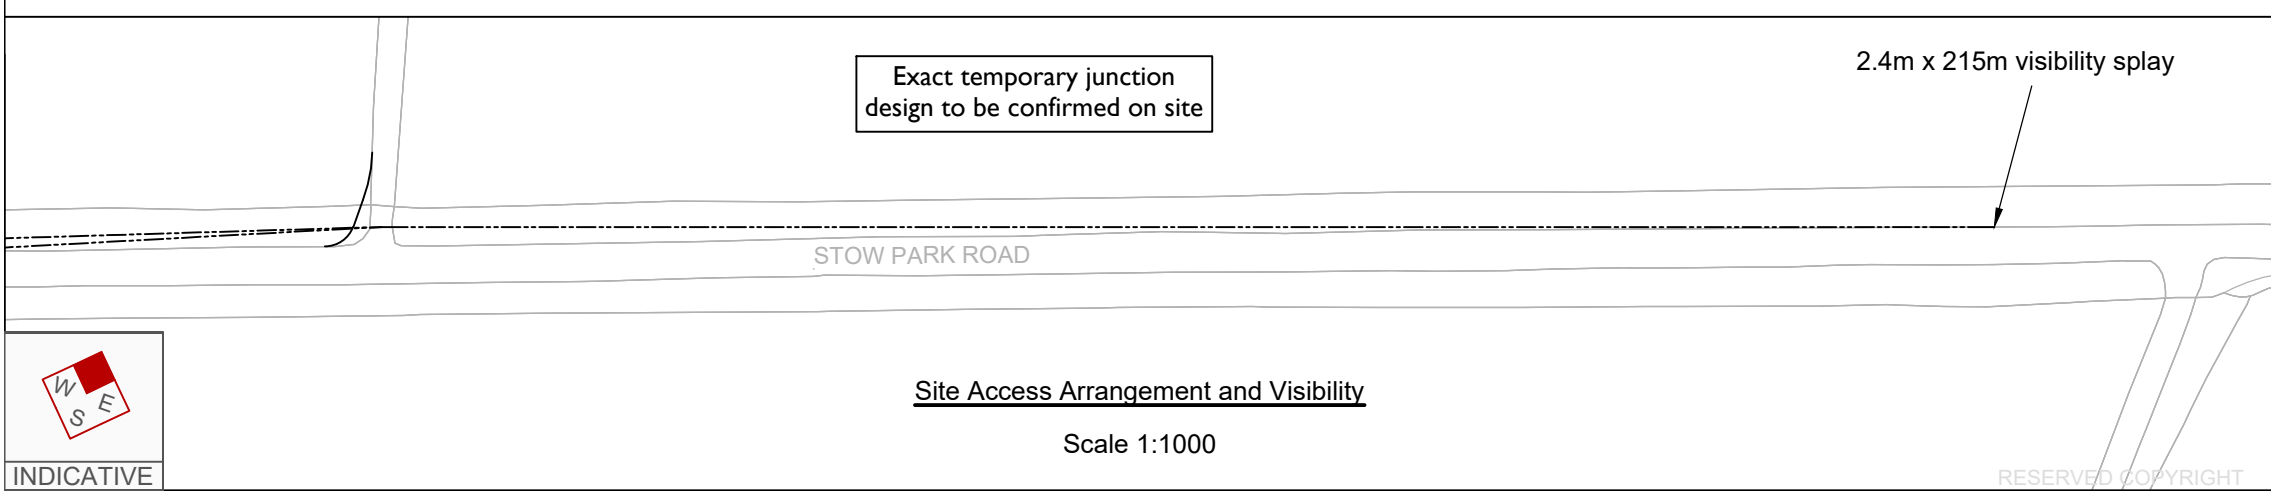 2.4m x 215m visibility splay
Exact temporary junction
design to be confirmed on site
STOW PARK ROAD
W
E
S
INDICATIVE
Site Access Arrangement and Visibility
Scale 1:1000
RESERVED COPYRIGHT